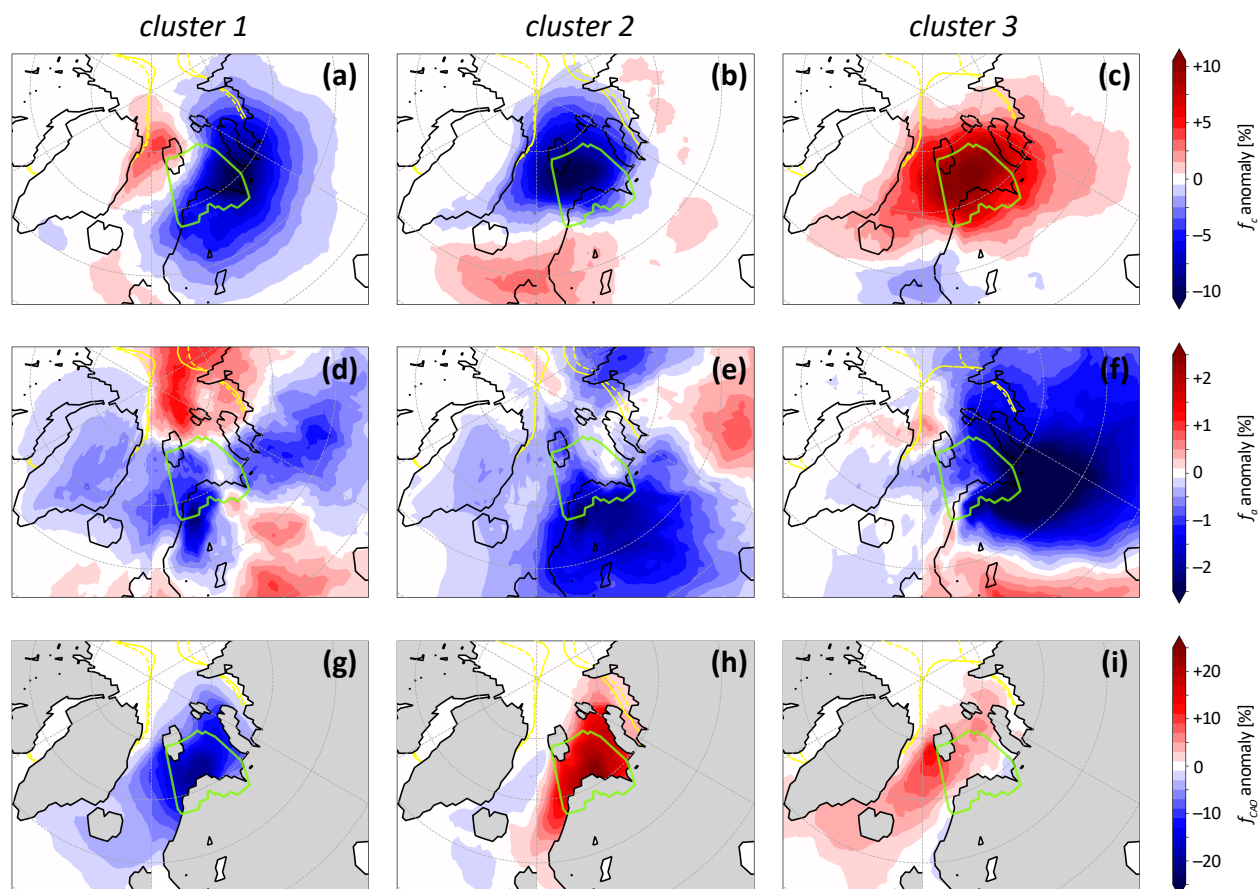 cluster 1 cluster 2 cluster 3
(a) (b) (c)
+10
+5
0
−5
−10
f_c anomaly [%]
(d) (e) (f)
+2
+1
0
−1
−2
f_a anomaly [%]
(g) (h) (i)
+20
+10
0
−10
−20
f_CAO anomaly [%]